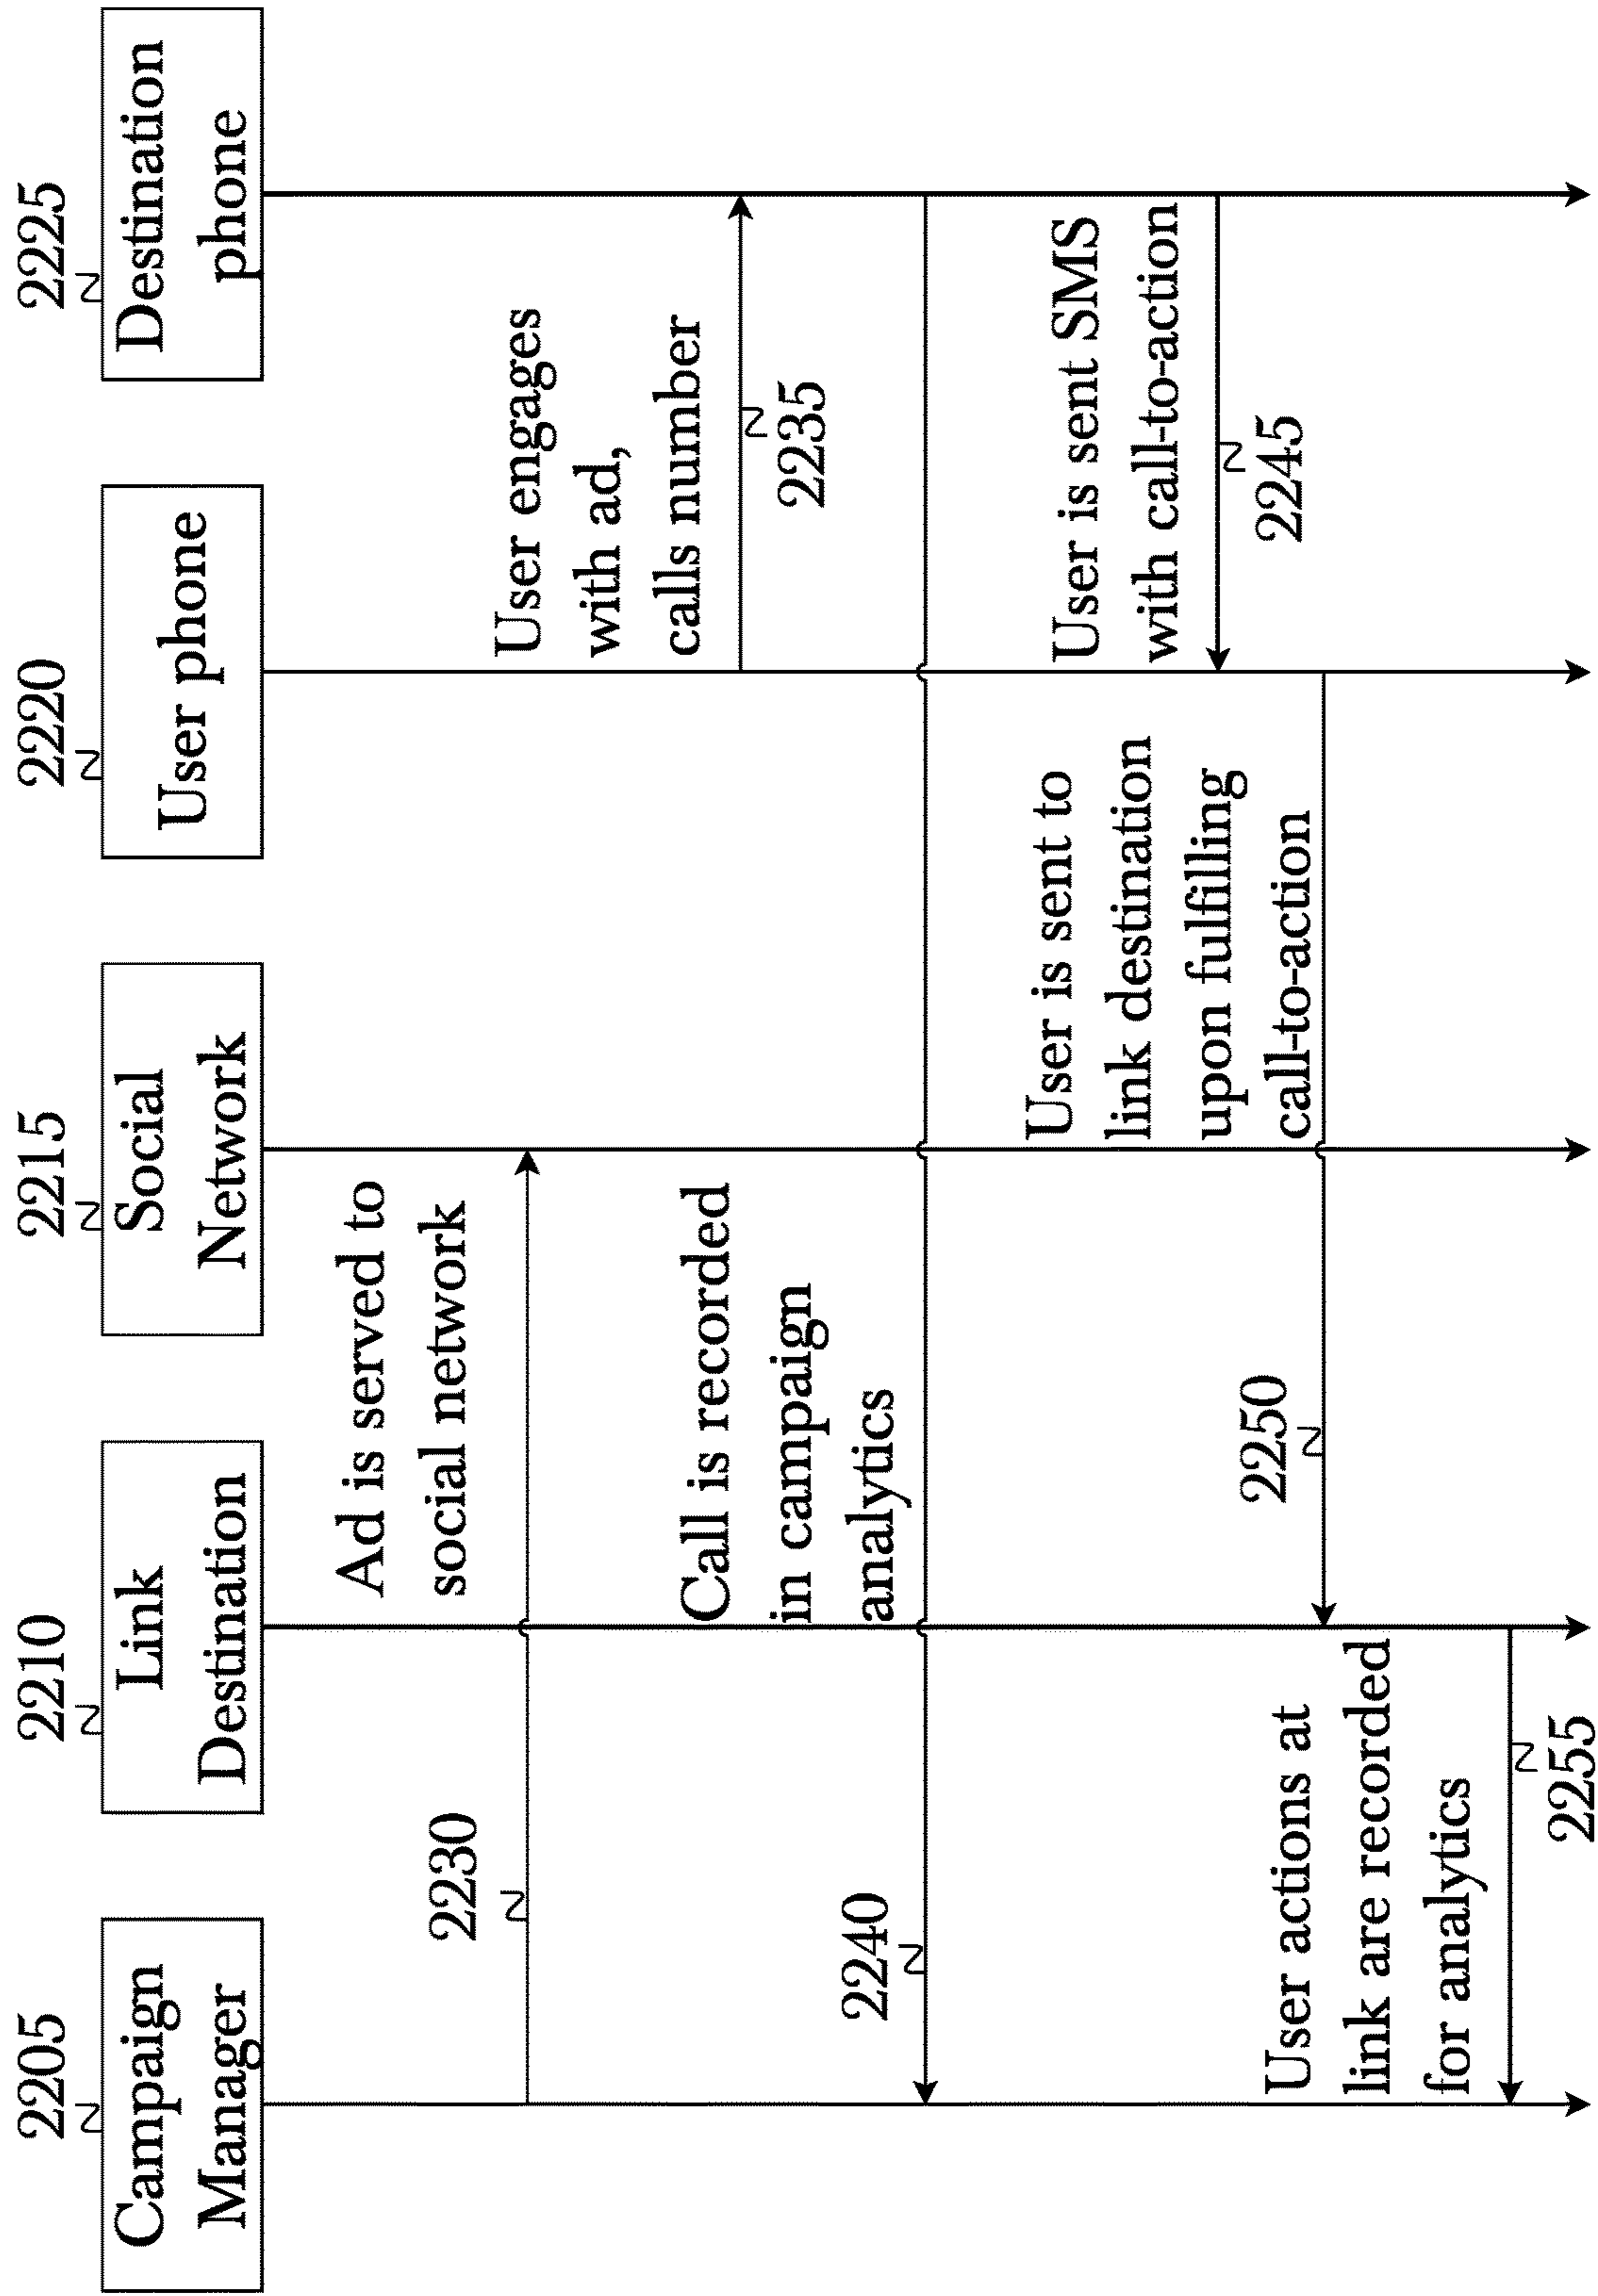 2205
Campaign
Manager
2210
Link
Destination
2215
Social
Network
2220
User phone
2225
Destination
phone
Ad is served to
social network
2230
User engages
with ad,
calls number
2235
Call is recorded
in campaign
analytics
2240
User is sent SMS
with call-to-action
2245
User is sent to
link destination
upon fulfilling
call-to-action
2250
User actions at
link are recorded
for analytics
2255